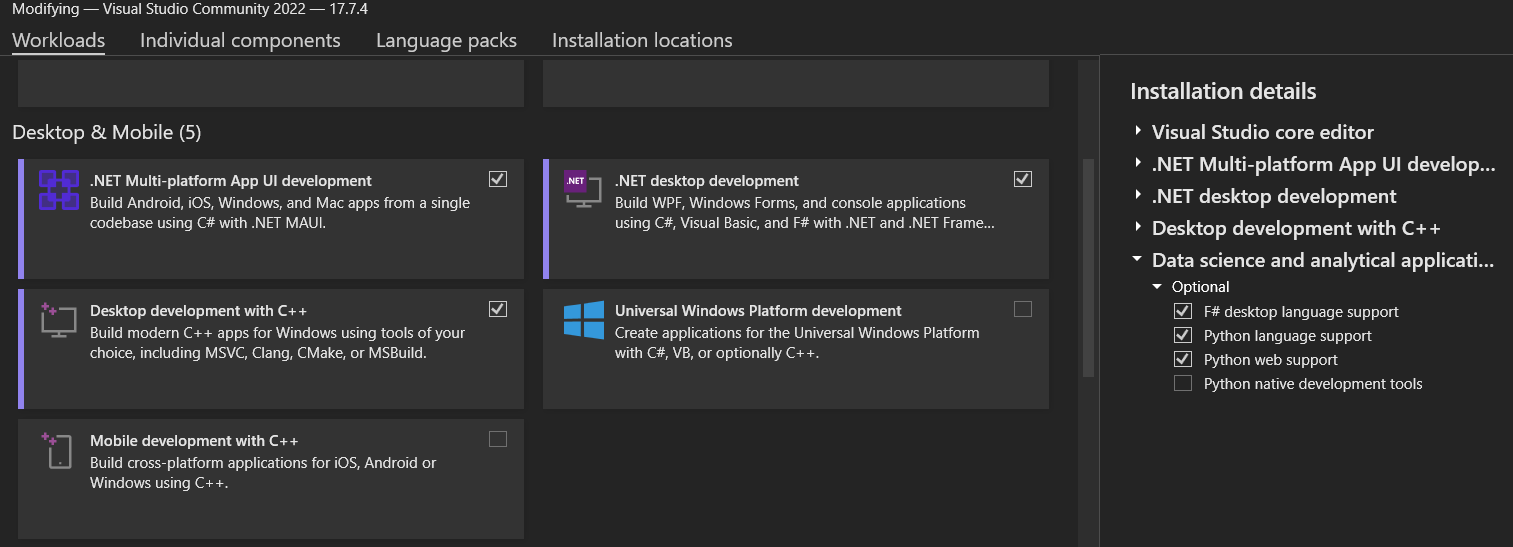 Modifying — Visual Studio Community 2022 — 17.7.4
Workloads
Individual components
Language packs
Installation locations
Desktop & Mobile (5)
.NET Multi-platform App UI development
Build Android, iOS, Windows, and Mac apps from a single
codebase using C# with .NET MAUI.
.NET
.NET desktop development
Build WPF, Windows Forms, and console applications
using C#, Visual Basic, and F# with .NET and .NET Frame...
Desktop development with C++
Build modern C++ apps for Windows using tools of your
choice, including MSVC, Clang, CMake, or MSBuild.
Universal Windows Platform development
Create applications for the Universal Windows Platform
with C#, VB, or optionally C++.
Mobile development with C++
Build cross-platform applications for iOS, Android or
Windows using C++.
Installation details
Visual Studio core editor
.NET Multi-platform App UI develop...
.NET desktop development
Desktop development with C++
Data science and analytical applicati...
Optional
F# desktop language support
Python language support
Python web support
Python native development tools